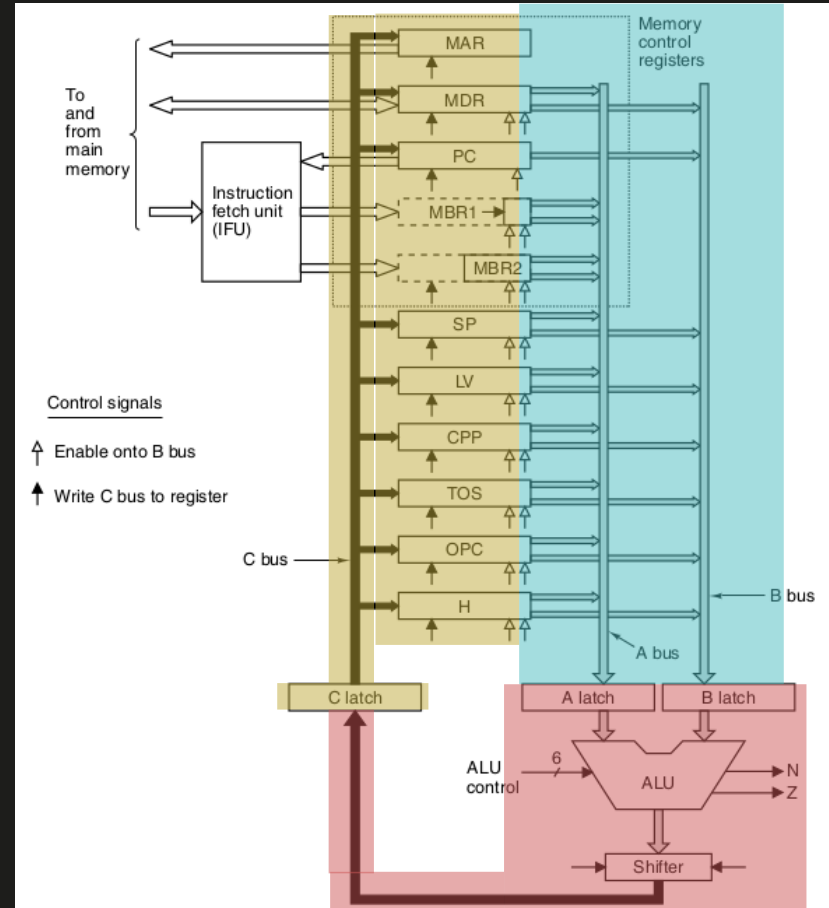 MAR
Memory
control
registers
To
and
from
main
memory
MDR
PC
Instruction
fetch unit
(IFU)
MBR1
MBR2
SP
LV
Control signals
Enable onto B bus
CPP
Write C bus to register
TOS
C bus
OPC
H
B bus
A bus
C latch
A latch
B latch
ALU
control
6
ALU
N
Z
Shifter